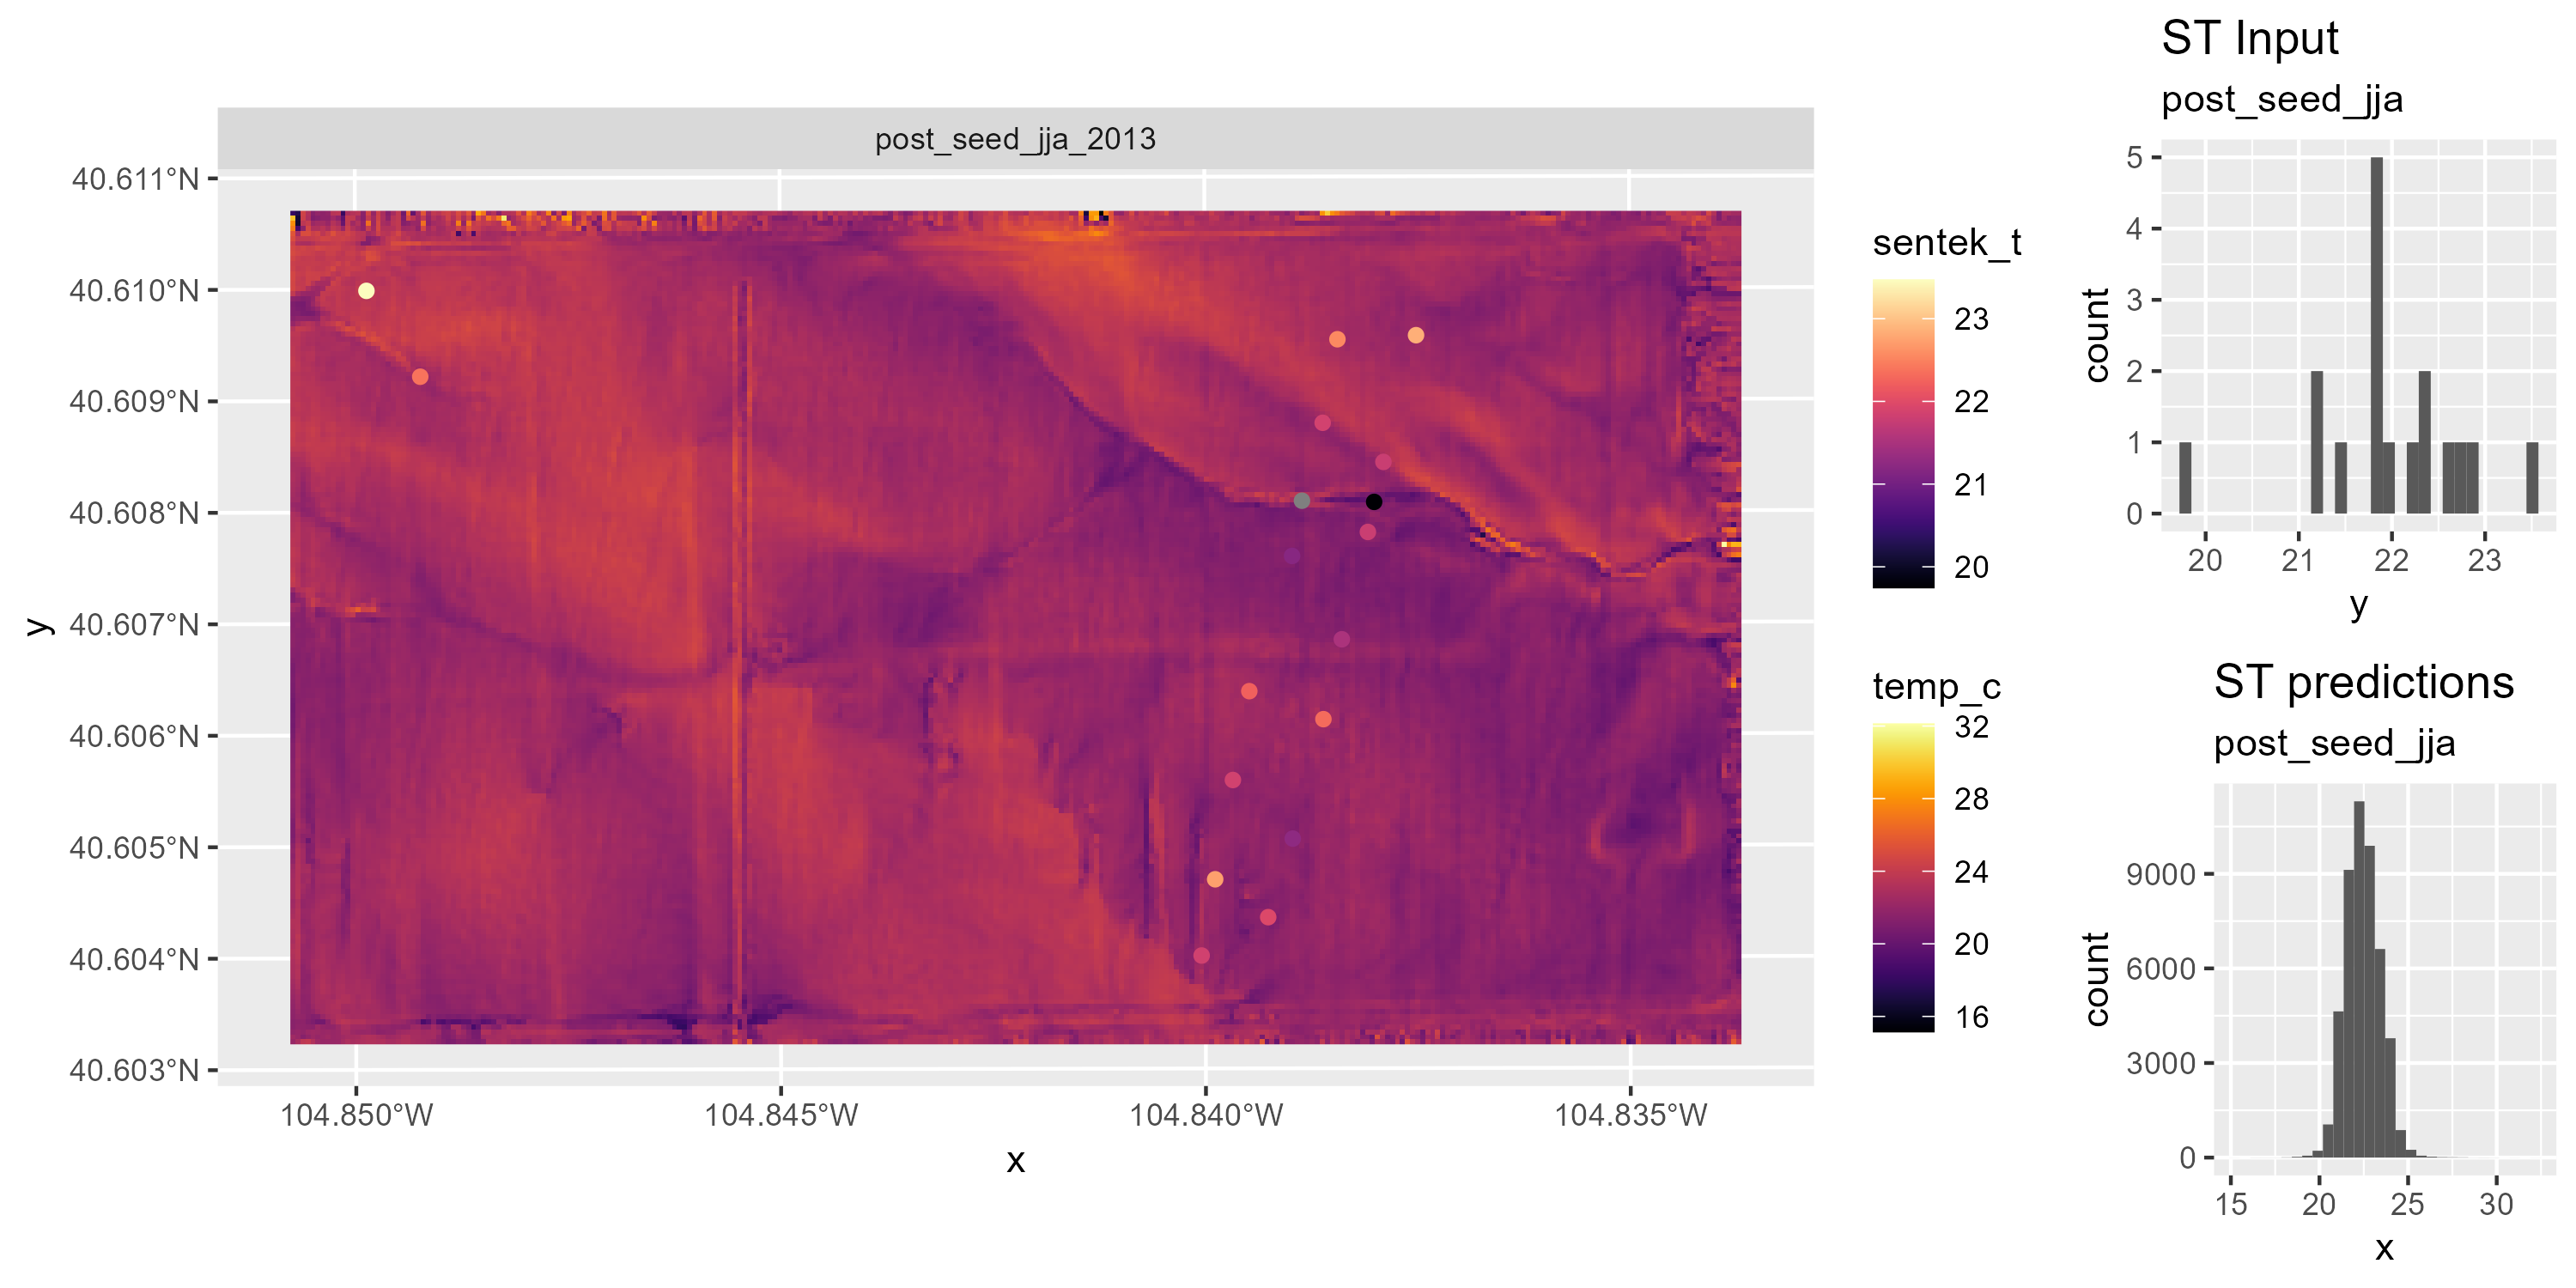 post_seed_jja_2013
40.611°N
40.610°N
40.609°N
40.608°N
40.607°N
40.606°N
40.605°N
40.604°N
40.603°N
y
104.850°W
104.845°W
104.840°W
104.835°W
x
sentek_t
23
22
21
20
temp_c
32
28
24
20
16
ST Input
post_seed_jja
5
4
3
2
1
0
count
20
21
22
23
y
ST predictions
post_seed_jja
9000
6000
3000
0
count
15
20
25
30
x